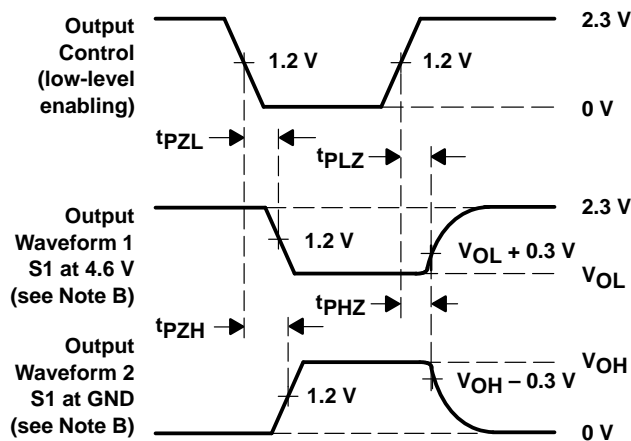 Output
Control
(low-level
enabling)
1.2 V
1.2 V
2.3 V
0 V
tPZL
tPLZ
Output
Waveform 1
S1 at 4.6 V
(see Note B)
1.2 V
2.3 V
VOL + 0.3 V
VOL
tPZH
tPHZ
Output
Waveform 2
S1 at GND
(see Note B)
1.2 V
VOH
VOH – 0.3 V
0 V